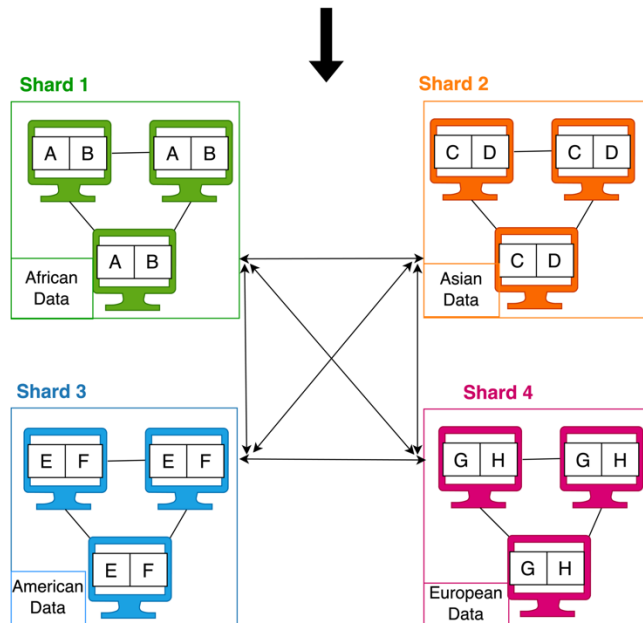 Shard 1
A B
A B
A B
African
Data
Shard 2
C D
C D
C D
Asian
Data
Shard 3
E F
E F
E F
American
Data
Shard 4
G H
G H
G H
European
Data